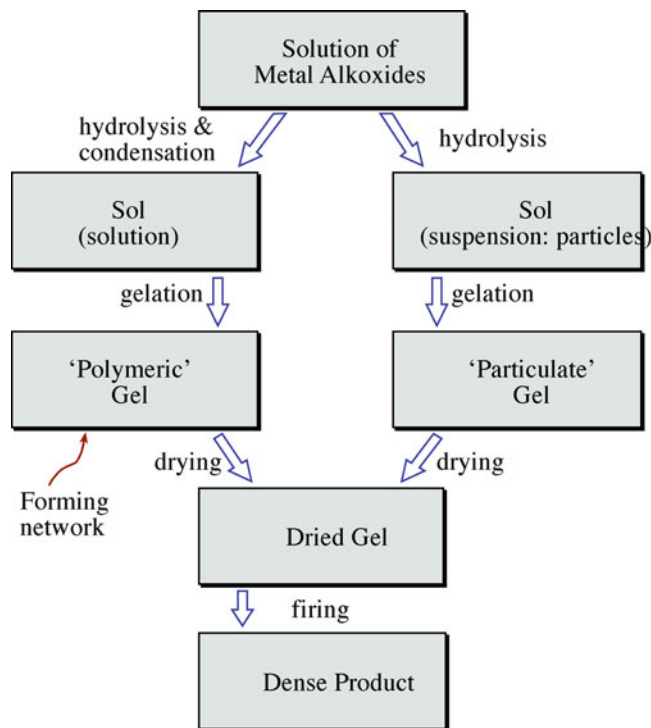 Solution of
Metal Alkoxides
hydrolysis &
condensation
hydrolysis
Sol
(solution)
Sol
(suspension: particles)
gelation
gelation
‘Polymeric’
Gel
‘Particulate’
Gel
drying
drying
Forming
network
Dried Gel
firing
Dense Product